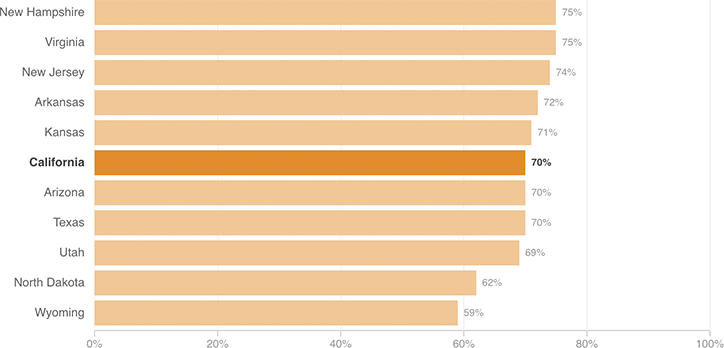 New Hampshire 75%
Virginia 75%
New Jersey 74%
Arkansas 72%
Kansas 71%
California 70%
Arizona 70%
Texas 70%
Utah 69%
North Dakota 62%
Wyoming 59%
0% 20% 40% 60% 80% 100%